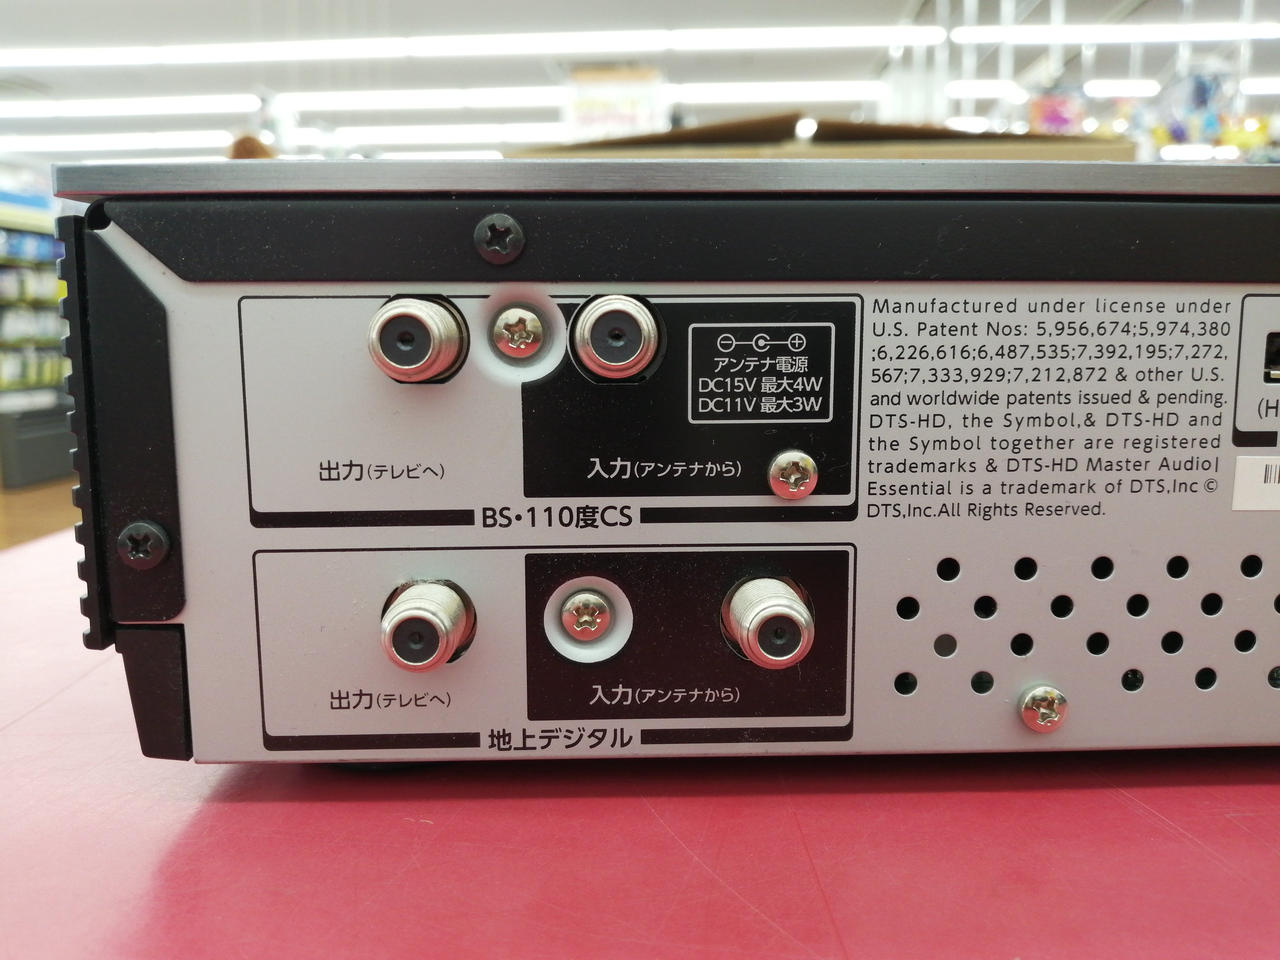 アンテナ電源
DC15V 最大4W
DC11V 最大3W
出力(テレビへ)
入力(アンテナから)
BS・110度CS
出力(テレビへ)
入力(アンテナから)
地上デジタル
Manufactured under license under
U.S. Patent Nos: 5,956,674;5,974,380
;6,226,616;6,487,535;7,392,195;7,272,
567;7,333,929;7,212,872 & other U.S.
and worldwide patents issued & pending.
DTS-HD, the Symbol,& DTS-HD and
the Symbol together are registered
trademarks & DTS-HD Master Audio|
Essential is a trademark of DTS,Inc ©
DTS,Inc.All Rights Reserved.
(H